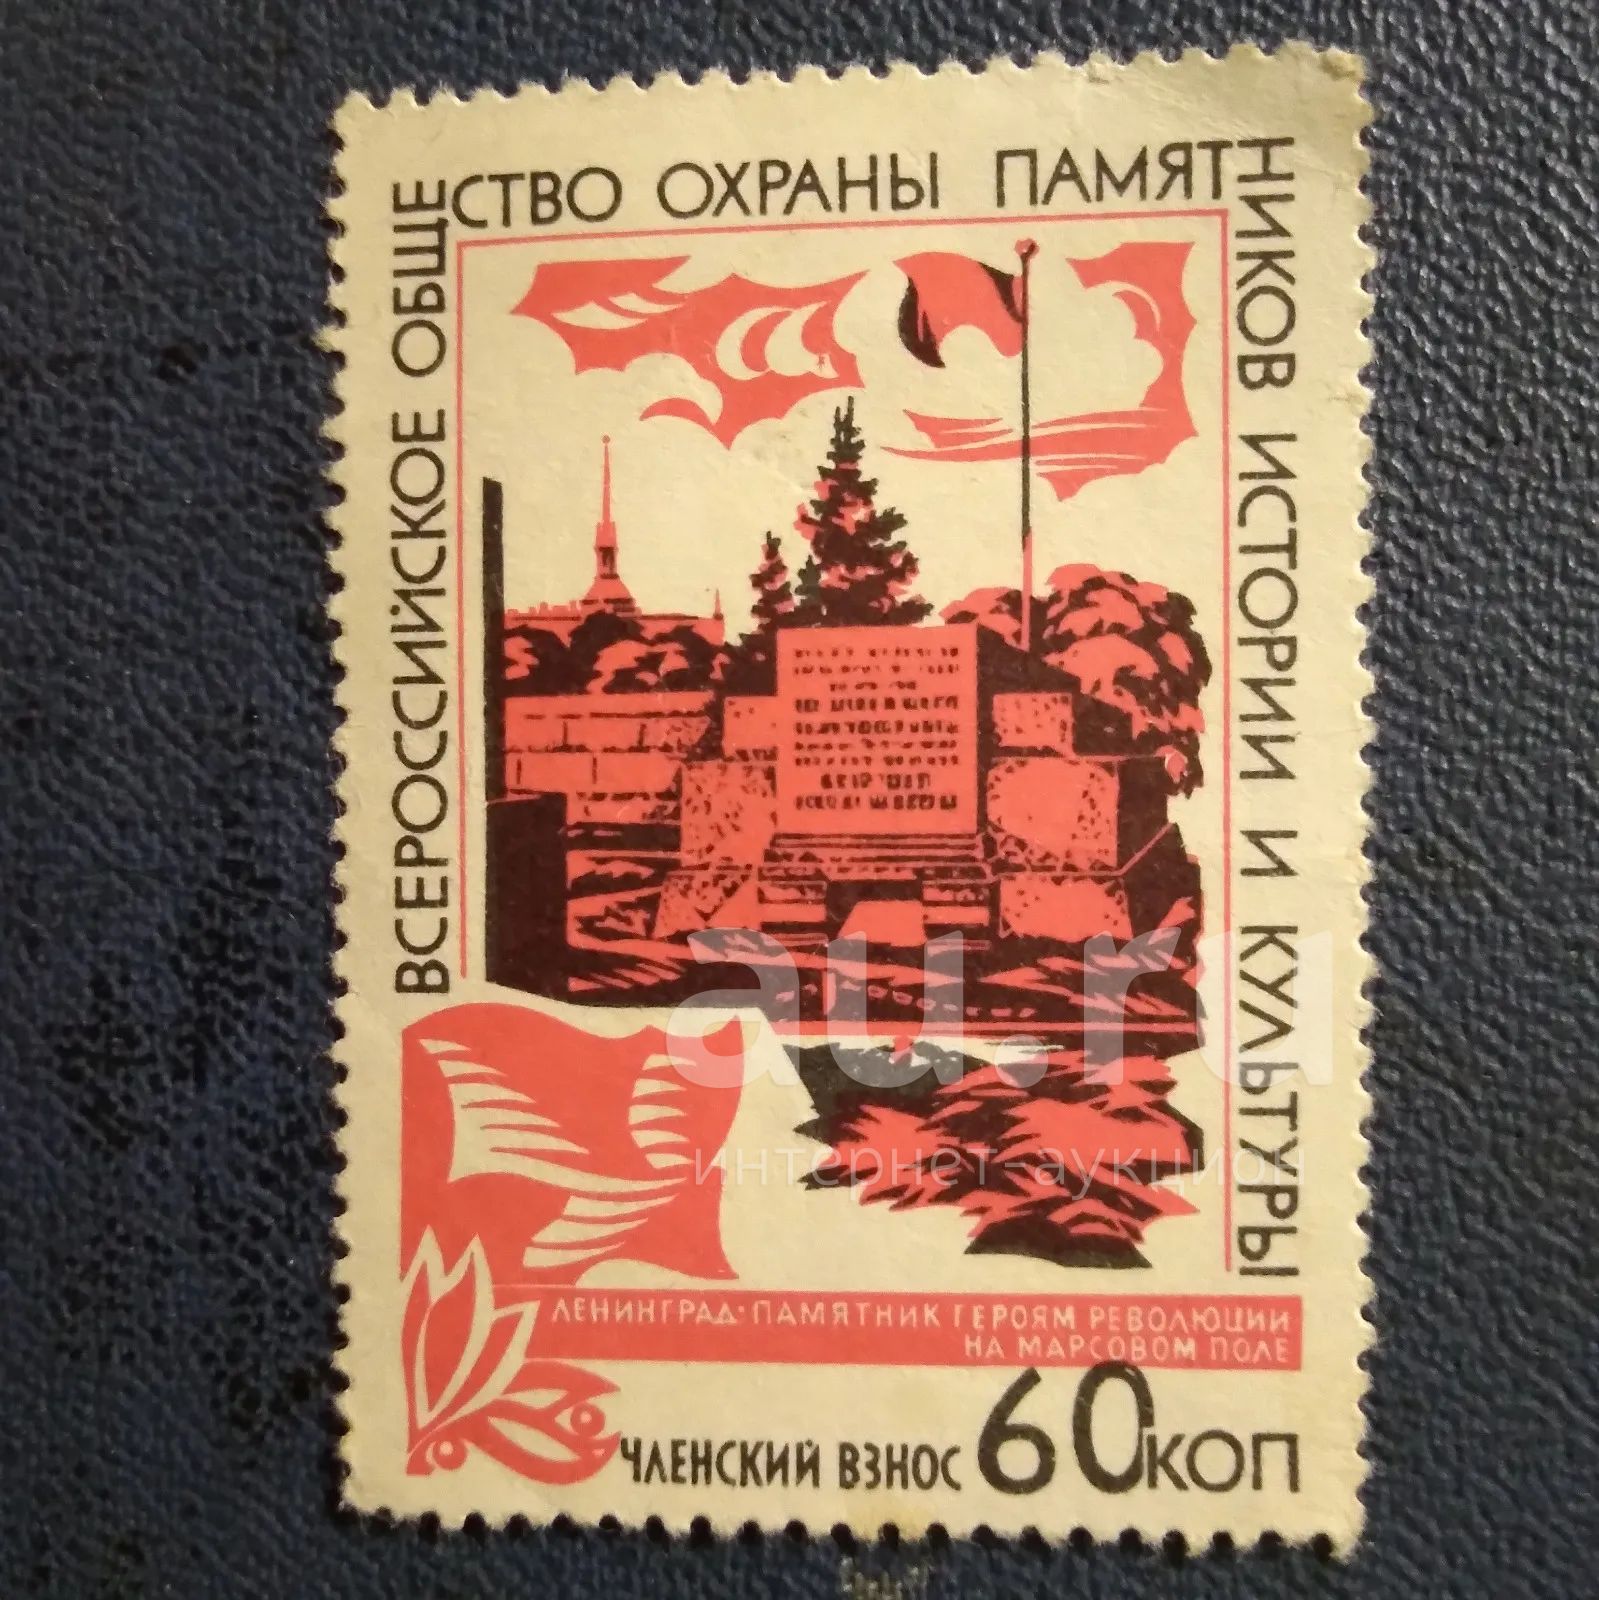 ВСЕРОССИЙСКОЕ ОБЩЕСТВО ОХРАНЫ ПАМЯТНИКОВ ИСТОРИИ И КУЛЬТУРЫ
ЛЕНИНГРАД·ПАМЯТНИК ГЕРОЯМ РЕВОЛЮЦИИ
НА МАРСОВОМ ПОЛЕ
ЧЛЕНСКИЙ ВЗНОС 60 КОП
au.ru
интернет-аукцион